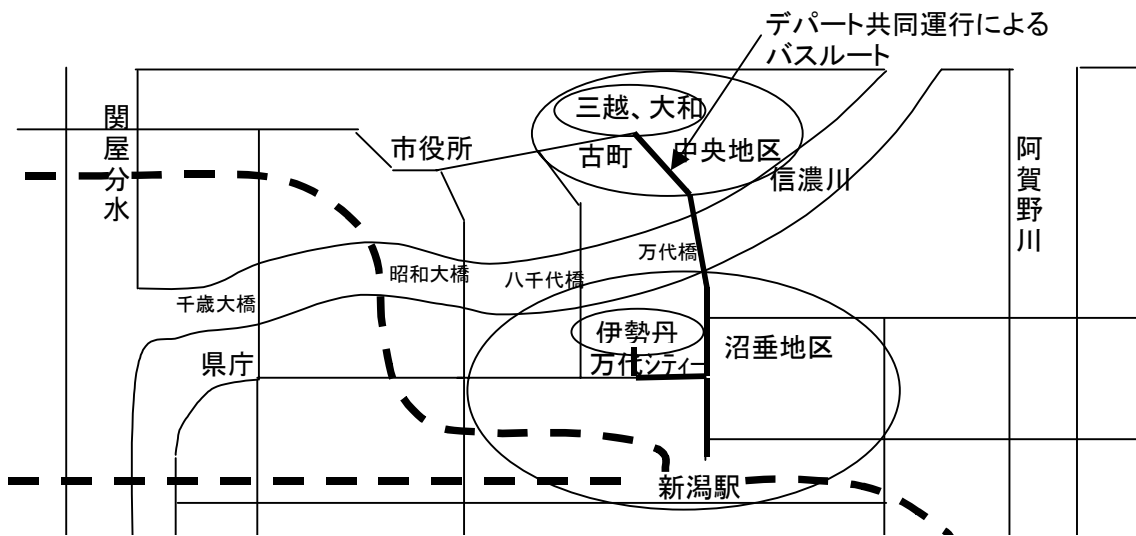 デパート共同運行による
バスルート
三越、大和
関屋分水
市役所
古町
中央地区
阿賀野川
信濃川
万代橋
昭和大橋
八千代橋
千歳大橋
伊勢丹
沼垂地区
県庁
万代シティー
新潟駅